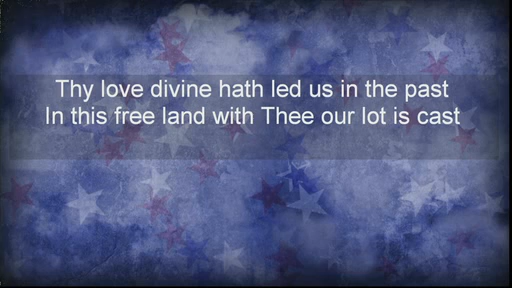 Thy love divine hath led us in the past
In this free land with Thee our lot is cast